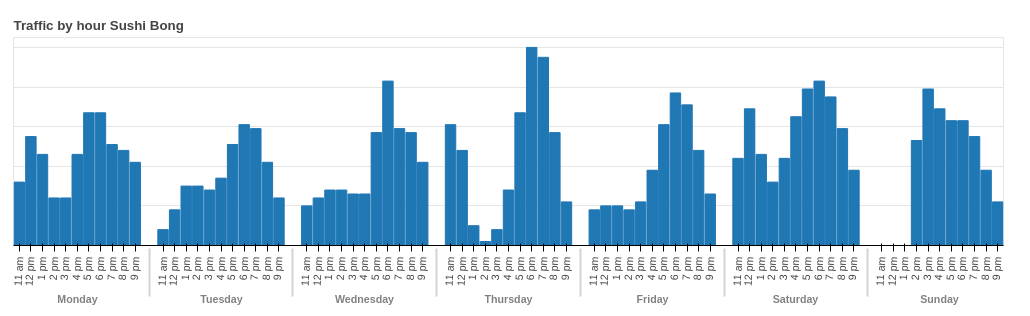 Traffic by hour Sushi Bong
11 am 12 pm 1 pm 2 pm 3 pm 4 pm 5 pm 6 pm 7 pm 8 pm 9 pm 11 am 12 pm 1 pm 2 pm 3 pm 4 pm 5 pm 6 pm 7 pm 8 pm 9 pm 11 am 12 pm 1 pm 2 pm 3 pm 4 pm 5 pm 6 pm 7 pm 8 pm 9 pm 11 am 12 pm 1 pm 2 pm 3 pm 4 pm 5 pm 6 pm 7 pm 8 pm 9 pm 11 am 12 pm 1 pm 2 pm 3 pm 4 pm 5 pm 6 pm 7 pm 8 pm 9 pm 11 am 12 pm 1 pm 2 pm 3 pm 4 pm 5 pm 6 pm 7 pm 8 pm 9 pm 11 am 12 pm 1 pm 2 pm 3 pm 4 pm 5 pm 6 pm 7 pm 8 pm 9 pm
Monday Tuesday Wednesday Thursday Friday Saturday Sunday